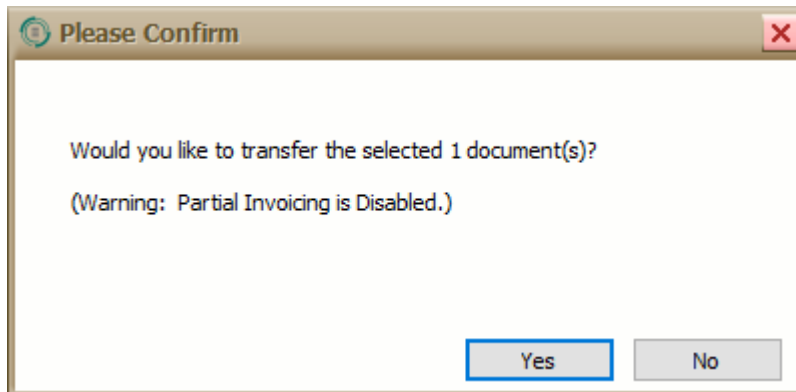 Please Confirm
Would you like to transfer the selected 1 document(s)?
(Warning:  Partial Invoicing is Disabled.)
Yes
No